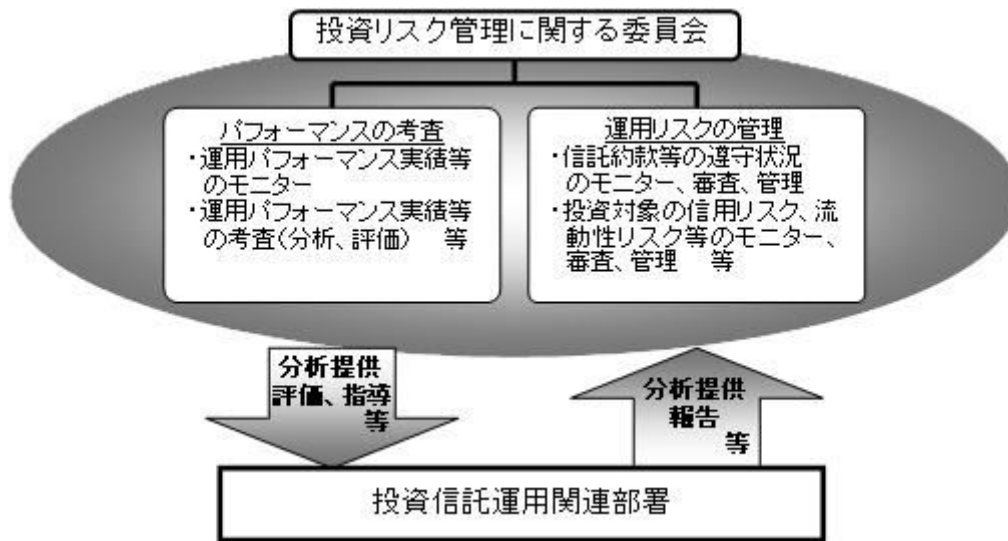 投資リスク管理に関する委員会
パフォーマンスの考査
・運用パフォーマンス実績等
のモニター
・運用パフォーマンス実績等
の考査(分析、評価) 等
運用リスクの管理
・信託約款等の遵守状況
のモニター、審査、管理
・投資対象の信用リスク、流
動性リスク等のモニター、
審査、管理 等
分析提供
評価、指導
等
分析提供
報告
等
投資信託運用関連部署